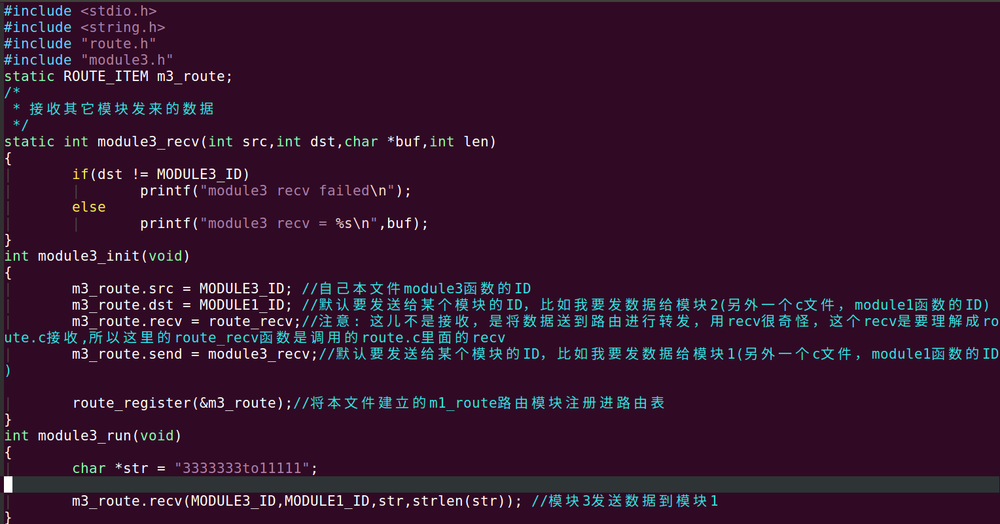 #include <stdio.h>
#include <string.h>
#include "route.h"
#include "module3.h"
static ROUTE_ITEM m3_route;
/*
 * 接收其它模块发来的数据
 */
static int module3_recv(int src,int dst,char *buf,int len)
{
        if(dst != MODULE3_ID)
                printf("module3 recv failed\n");
        else
                printf("module3 recv = %s\n",buf);
}
int module3_init(void)
{
        m3_route.src = MODULE3_ID; //自己本文件module3函数的ID
        m3_route.dst = MODULE1_ID; //默认要发送给某个模块的ID，比如我要发数据给模块2(另外一个c文件，module1函数的ID)
        m3_route.recv = route_recv;//注意：这儿不是接收，是将数据送到路由进行转发，用recv很奇怪，这个recv是要理解成ro
ute.c接收,所以这里的route_recv函数是调用的route.c里面的recv
        m3_route.send = module3_recv;//默认要发送给某个模块的ID，比如我要发数据给模块1(另外一个c文件，module1函数的ID
)
        route_register(&m3_route);//将本文件建立的m1_route路由模块注册进路由表
}
int module3_run(void)
{
        char *str = "3333333to11111";
        m3_route.recv(MODULE3_ID,MODULE1_ID,str,strlen(str)); //模块3发送数据到模块1
}